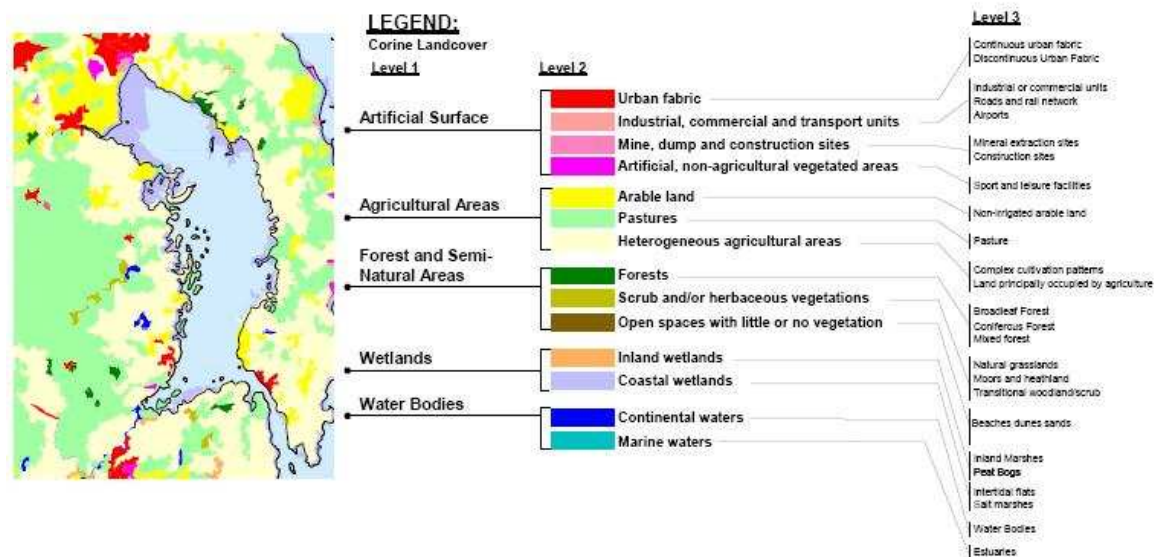 LEGEND:
Corine Landcover
Level 1
Level 2
Level 3
Artificial Surface
Urban fabric
Industrial, commercial and transport units
Mine, dump and construction sites
Artificial, non-agricultural vegetated areas
Agricultural Areas
Arable land
Pastures
Heterogeneous agricultural areas
Forest and Semi-
Natural Areas
Forests
Scrub and/or herbaceous vegetations
Open spaces with little or no vegetation
Wetlands
Inland wetlands
Coastal wetlands
Water Bodies
Continental waters
Marine waters
Continuous urban fabric
Discontinuous Urban Fabric
Industrial or commercial units
Roads and rail network
Airports
Mineral extraction sites
Construction sites
Sport and leisure facilities
Non-irrigated arable land
Pasture
Complex cultivation patterns
Land principally occupied by agriculture
Broadleaf Forest
Coniferous Forest
Mixed forest
Natural grasslands
Moors and heathland
Transitional woodland/scrub
Beaches dunes sands
Inland Marshes
Peat Bogs
Intertidal flats
Salt marshes
Water Bodies
Estuaries